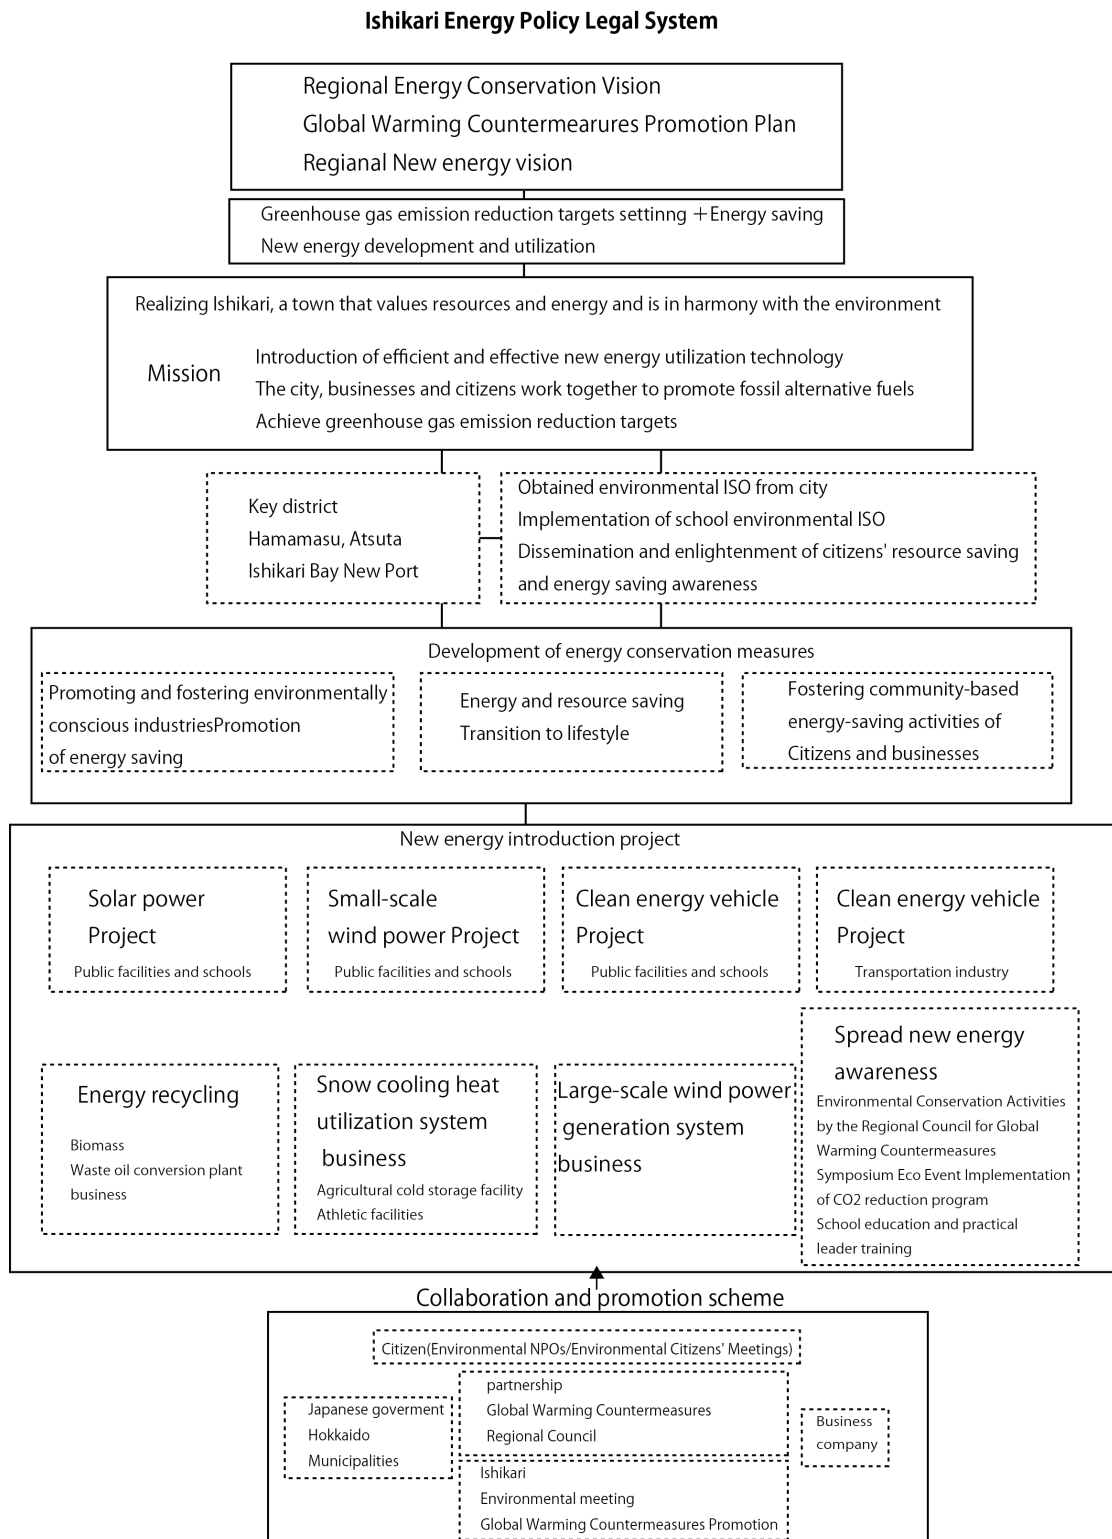 Ishikari Energy Policy Legal System
Regional Energy Conservation Vision
Global Warming Countermearures Promotion Plan
Regianal New energy vision
Greenhouse gas emission reduction targets settinng +Energy saving
New energy development and utilization
Realizing Ishikari, a town that values resources and energy and is in harmony with the environment
Mission
Introduction of efficient and effective new energy utilization technology
The city, businesses and citizens work together to promote fossil alternative fuels
Achieve greenhouse gas emission reduction targets
Key district
Hamamasu, Atsuta
Ishikari Bay New Port
Obtained environmental ISO from city
Implementation of school environmental ISO
Dissemination and enlightenment of citizens' resource saving
and energy saving awareness
Development of energy conservation measures
Promoting and fostering environmentally
conscious industriesPromotion
of energy saving
Energy and resource saving
Transition to lifestyle
Fostering community-based
energy-saving activities of
Citizens and businesses
New energy introduction project
Solar power
Project
Public facilities and schools
Small-scale
wind power Project
Public facilities and schools
Clean energy vehicle
Project
Public facilities and schools
Clean energy vehicle
Project
Transportation industry
Energy recycling
Biomass
Waste oil conversion plant
business
Snow cooling heat
utilization system
business
Agricultural cold storage facility
Athletic facilities
Large-scale wind power
generation system
business
Spread new energy
awareness
Environmental Conservation Activities
by the Regional Council for Global
Warming Countermeasures
Symposium Eco Event Implementation
of CO2 reduction program
School education and practical
leader training
Collaboration and promotion scheme
Citizen(Environmental NPOs/Environmental Citizens' Meetings)
Japanese goverment
Hokkaido
Municipalities
partnership
Global Warming Countermeasures
Regional Council
Business
company
Ishikari
Environmental meeting
Global Warming Countermeasures Promotion